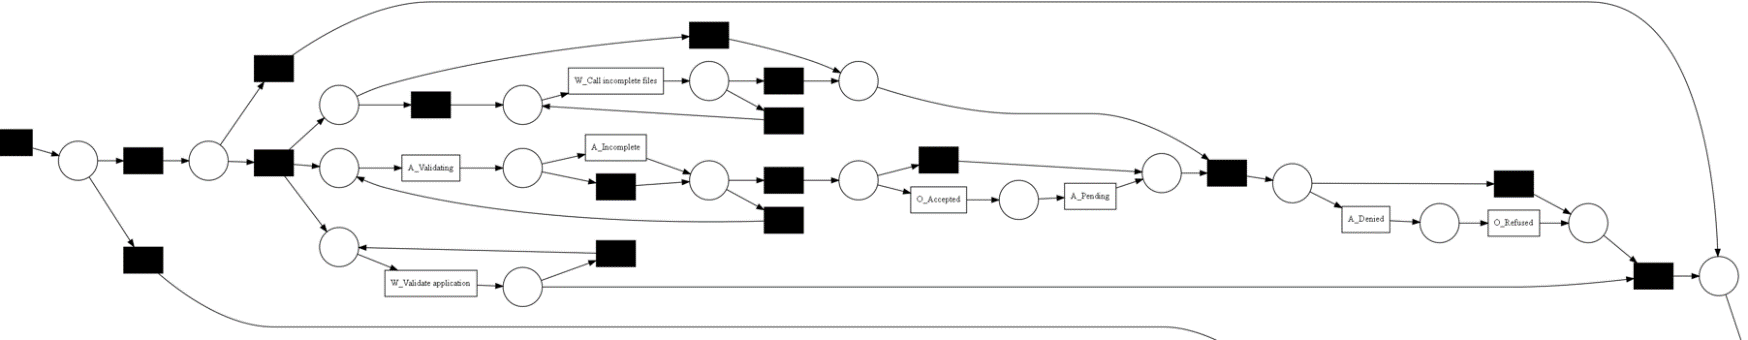 W_Call incomplete files
A_Incomplete
A_Validating
O_Accepted
A_Pending
A_Denied
O_Refused
W_Validate application